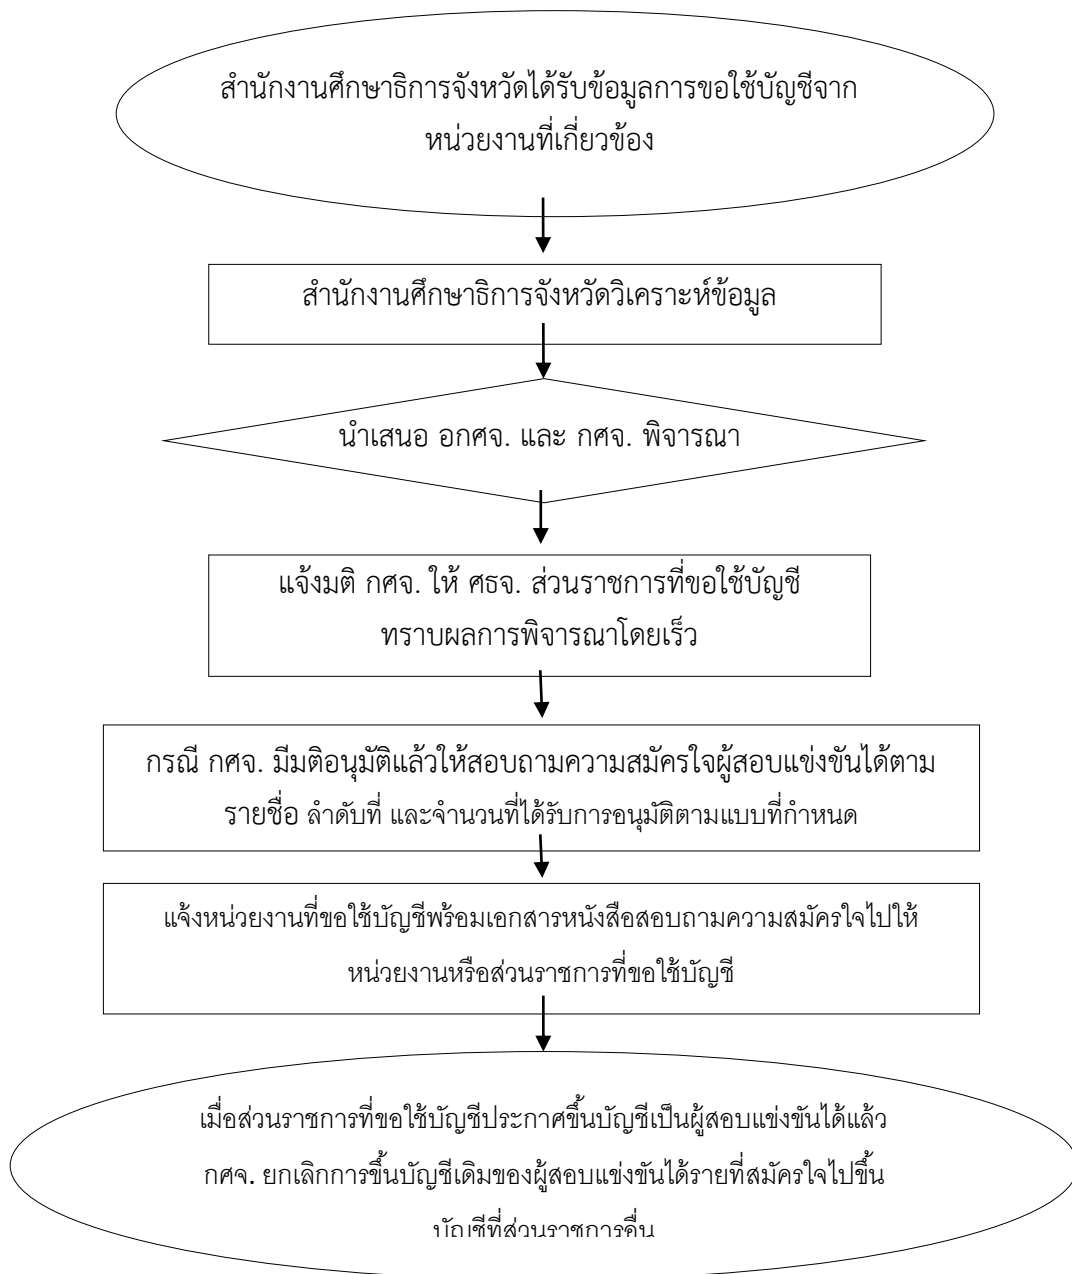 สำนักงานศึกษาธิการจังหวัดได้รับข้อมูลการขอใช้บัญชีจาก
หน่วยงานที่เกี่ยวข้อง
สำนักงานศึกษาธิการจังหวัดวิเคราะห์ข้อมูล
นำเสนอ อกศจ. และ กศจ. พิจารณา
แจ้งมติ กศจ. ให้ ศธจ. ส่วนราชการที่ขอใช้บัญชี
ทราบผลการพิจารณาโดยเร็ว
กรณี กศจ. มีมติอนุมัติแล้วให้สอบถามความสมัครใจผู้สอบแข่งขันได้ตาม
รายชื่อ ลำดับที่ และจำนวนที่ได้รับการอนุมัติตามแบบที่กำหนด
แจ้งหน่วยงานที่ขอใช้บัญชีพร้อมเอกสารหนังสือสอบถามความสมัครใจไปให้
หน่วยงานหรือส่วนราชการที่ขอใช้บัญชี
เมื่อส่วนราชการที่ขอใช้บัญชีประกาศขึ้นบัญชีเป็นผู้สอบแข่งขันได้แล้ว
กศจ. ยกเลิกการขึ้นบัญชีเดิมของผู้สอบแข่งขันได้รายที่สมัครใจไปขึ้น
บัญชีที่ส่วนราชการอื่น